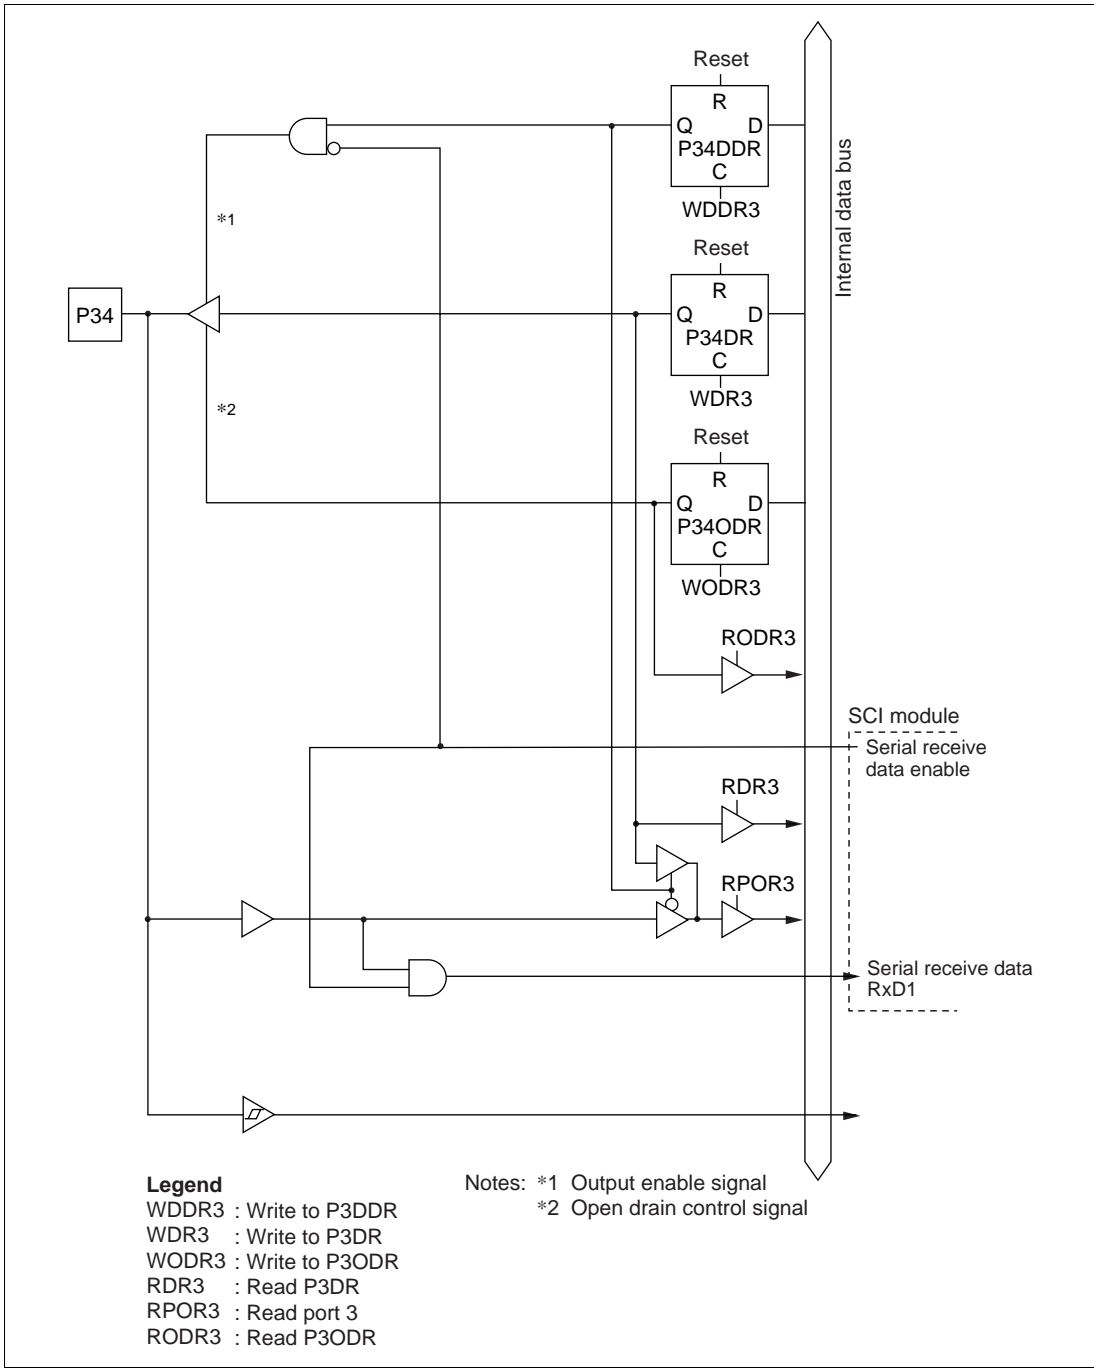 Reset
R
Q D
P34DDR
C
WDDR3
Internal data bus
*1
Reset
R
P34
Q D
P34DR
C
WDR3
*2
Reset
R
Q D
P34ODR
C
WODR3
RODR3
SCI module
Serial receive
data enable
RDR3
RPOR3
Serial receive data
RxD1
Legend
WDDR3 : Write to P3DDR
WDR3 : Write to P3DR
WODR3 : Write to P3ODR
RDR3 : Read P3DR
RPOR3 : Read port 3
RODR3 : Read P3ODR
Notes: *1 Output enable signal
*2 Open drain control signal